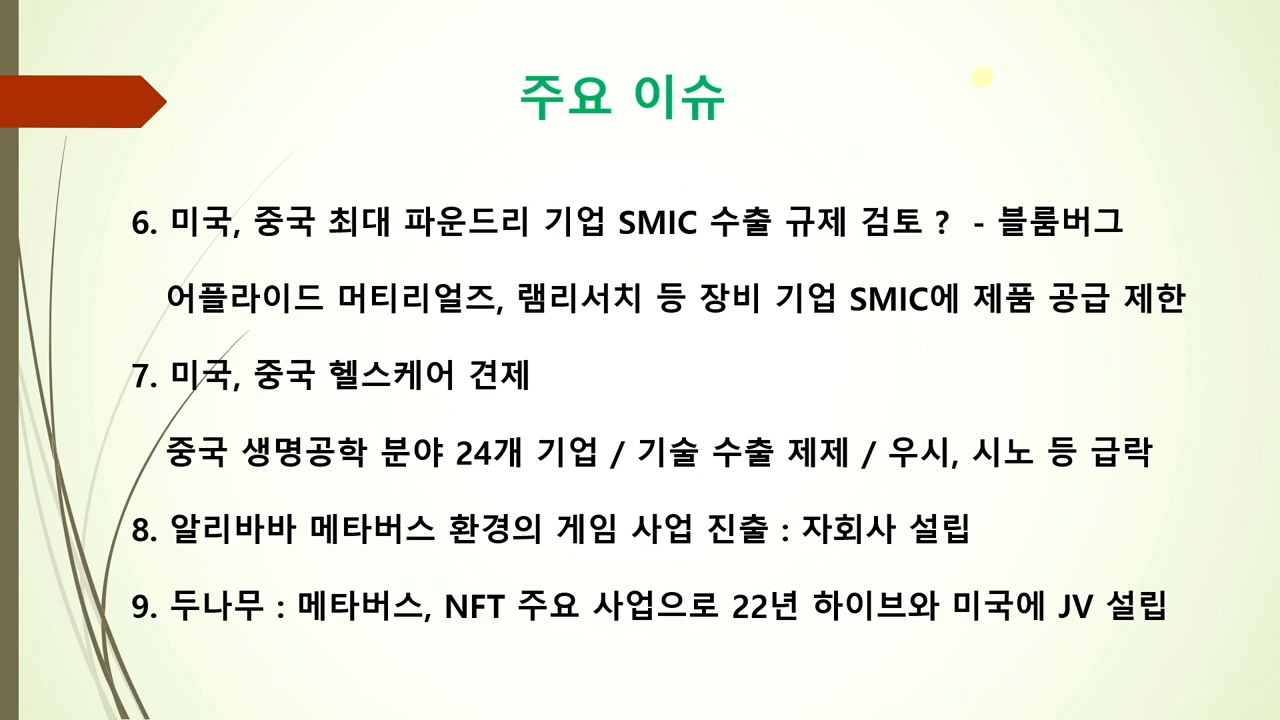 주요 이슈
6. 미국, 중국 최대 파운드리 기업 SMIC 수출 규제 검토 ? - 블룸버그
어플라이드 머티리얼즈, 램리서치 등 장비 기업 SMIC에 제품 공급 제한
7. 미국, 중국 헬스케어 견제
중국 생명공학 분야 24개 기업 / 기술 수출 제제 / 우시, 시노 등 급락
8. 알리바바 메타버스 환경의 게임 사업 진출 : 자회사 설립
9. 두나무 : 메타버스, NFT 주요 사업으로 22년 하이브와 미국에 JV 설립